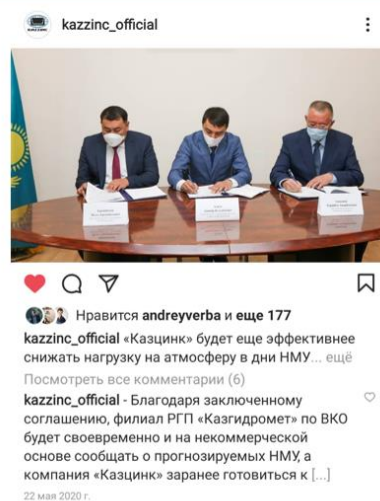 kazzinc_official
KAZZINC
Нравится andreyverba и еще 177
kazzinc_official «Казцинк» будет еще эффективнее
снижать нагрузку на атмосферу в дни НМУ... ещё
Посмотреть все комментарии (6)
kazzinc_official - Благодаря заключенному
соглашению, филиал РГП «Казгидромет» по ВКО
будет своевременно и на некоммерческой
основе сообщать о прогнозируемых НМУ, а
компания «Казцинк» заранее готовиться к [...]
22 мая 2020 г.